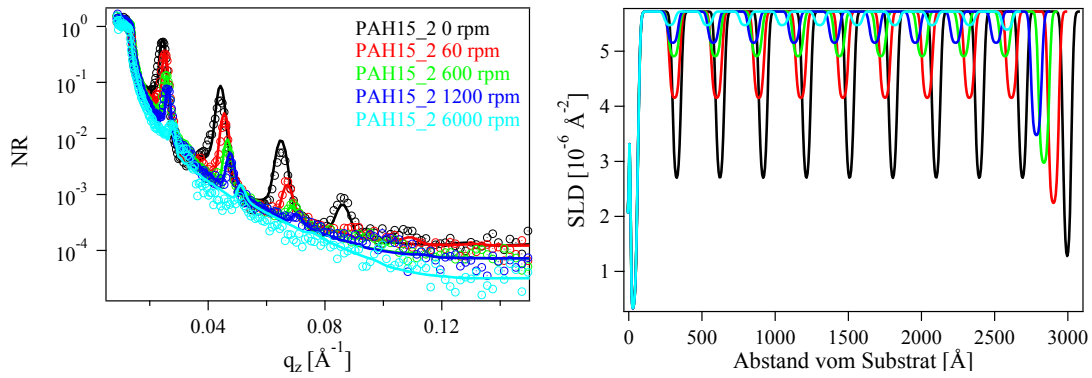 10⁰
10⁻¹
10⁻²
10⁻³
10⁻⁴
NR
PAH15_2 0 rpm
PAH15_2 60 rpm
PAH15_2 600 rpm
PAH15_2 1200 rpm
PAH15_2 6000 rpm
0.04
0.08
0.12
q_z [Å⁻¹]
5
4
3
2
1
SLD [10⁻⁶ Å⁻²]
0
500
1000
1500
2000
2500
3000
Abstand vom Substrat [Å]